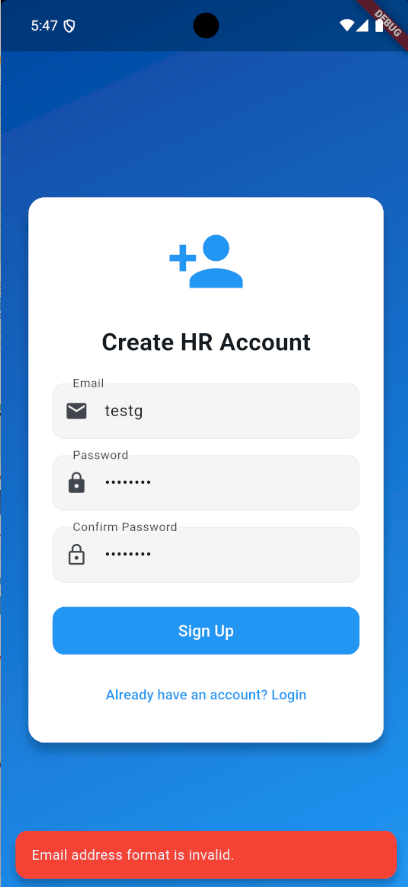 5:47
DEBUG
Create HR Account
Email
testg
Password
••••••••
Confirm Password
••••••••
Sign Up
Already have an account? Login
Email address format is invalid.